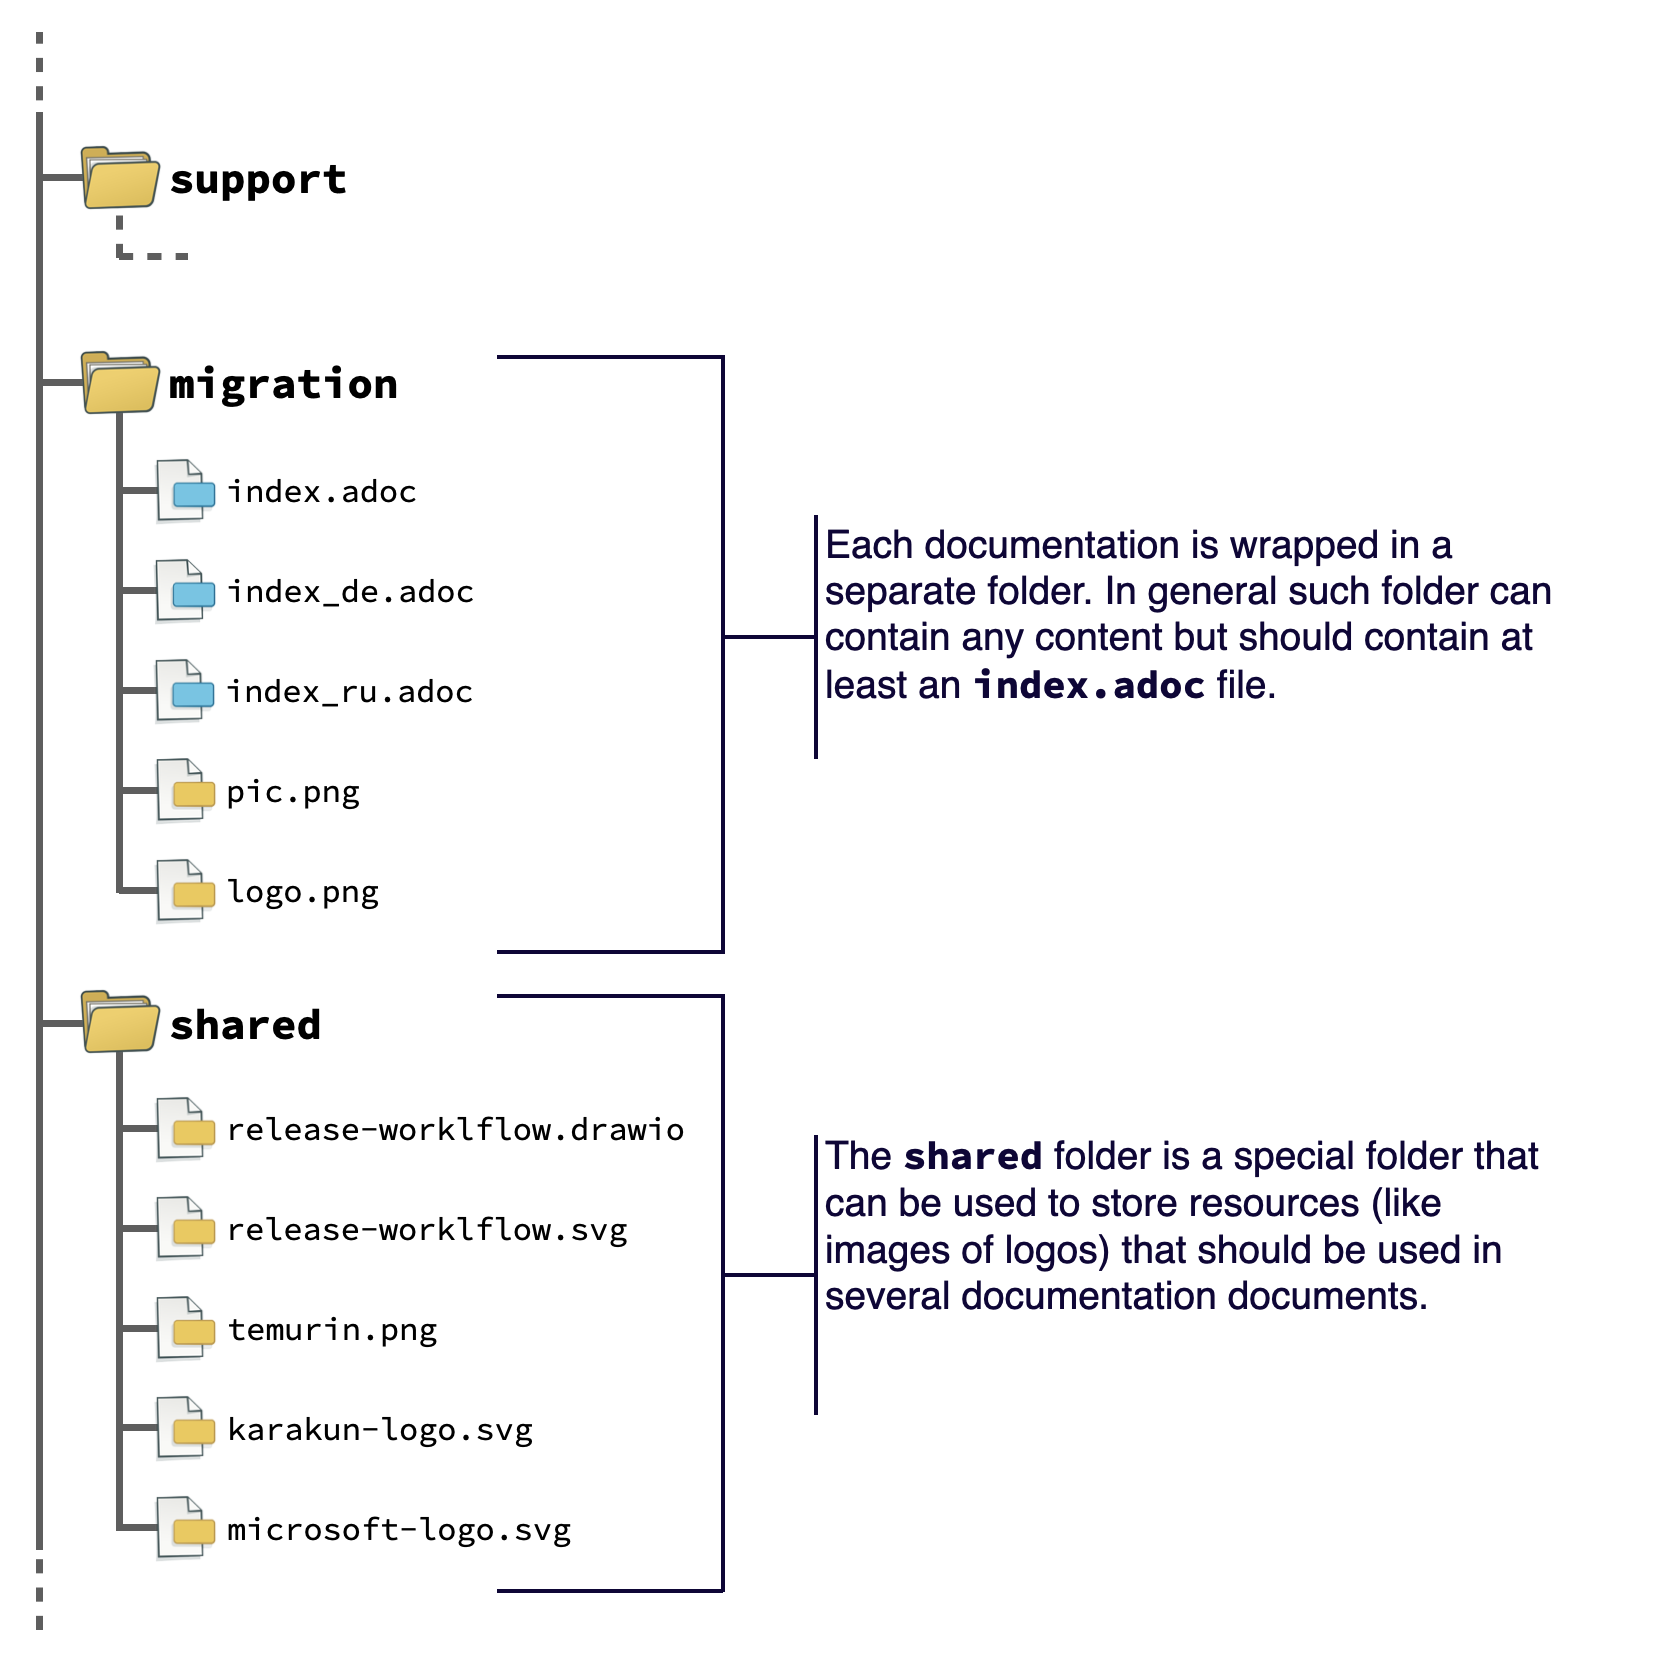 support
migration
index.adoc
index_de.adoc
index_ru.adoc
pic.png
logo.png
Each documentation is wrapped in a
separate folder. In general such folder can
contain any content but should contain at
least an index.adoc file.
shared
release-worklflow.drawio
release-worklflow.svg
temurin.png
karakun-logo.svg
microsoft-logo.svg
The shared folder is a special folder that
can be used to store resources (like
images of logos) that should be used in
several documentation documents.